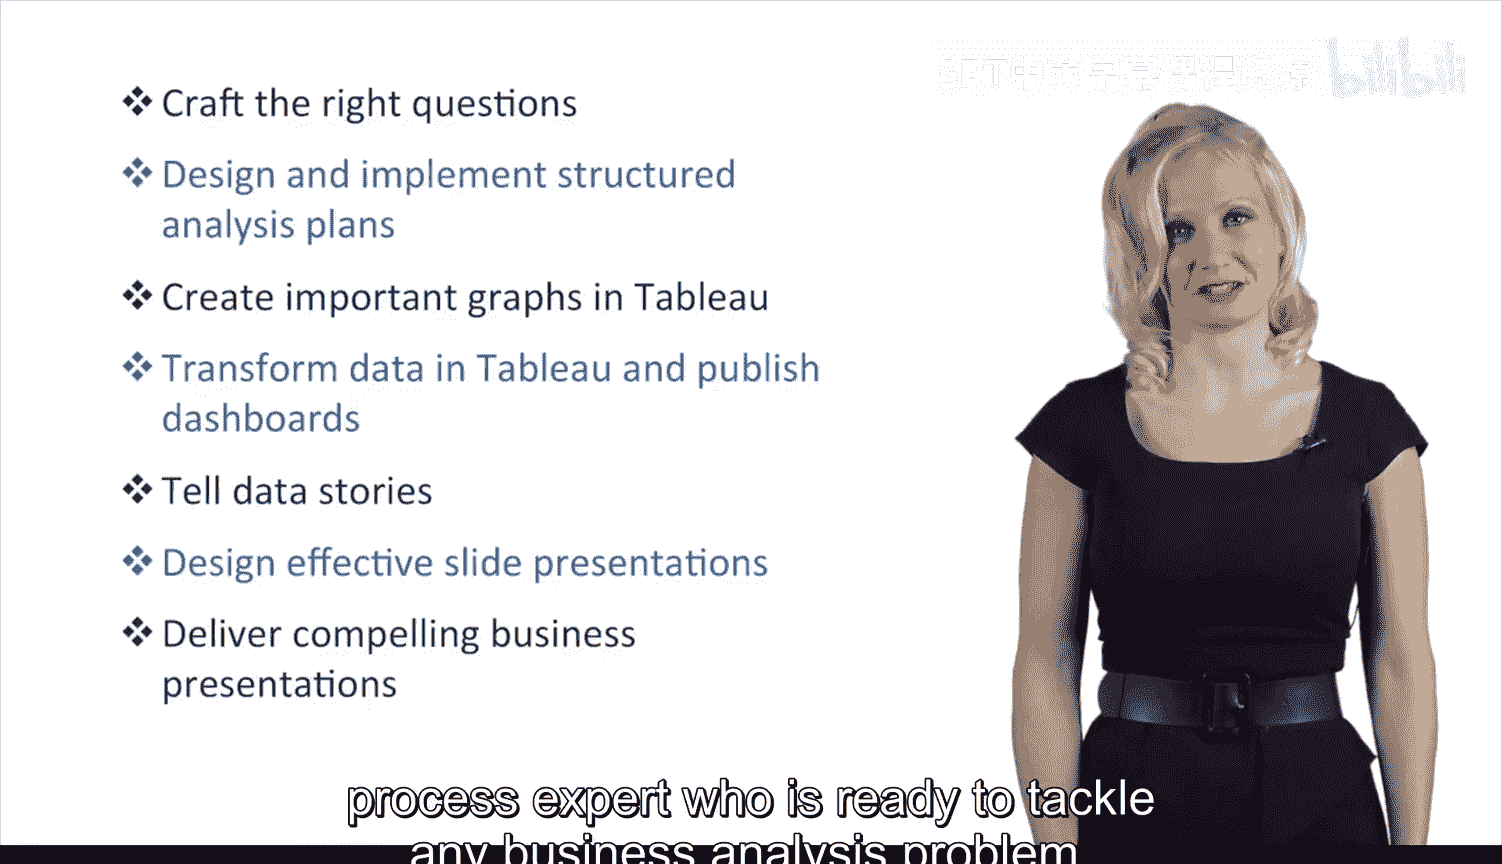 ❖ Craft the right questions
❖ Design and implement structured
analysis plans
❖ Create important graphs in Tableau
❖ Transform data in Tableau and publish
dashboards
❖ Tell data stories
❖ Design effective slide presentations
❖ Deliver compelling business
presentations
bilibili
process expert who is ready to tackle
any business analysis problem